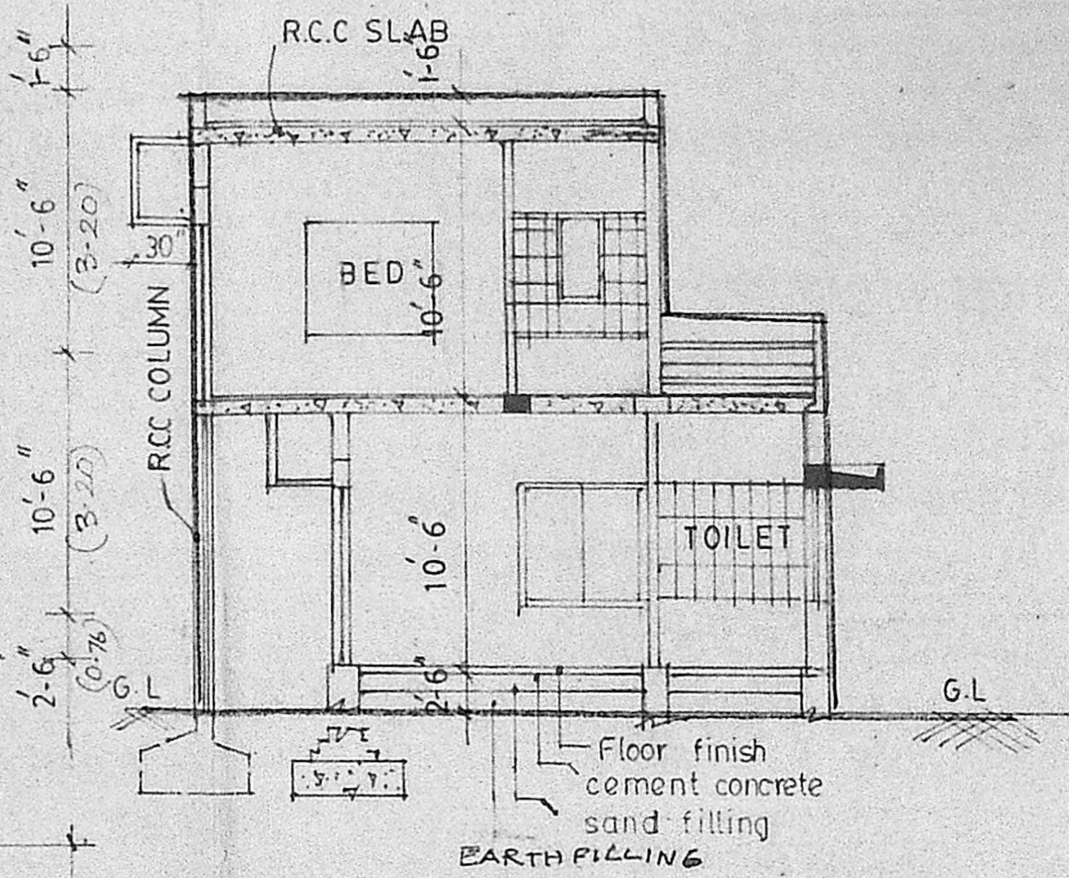 R.C.C SLAB
1'-6"
1'-6
10'-6"
(3-20)
30"
BED
10'-6"
RCC COLUMN
10'-6"
(3-20)
10'-6"
TOILET
2'-6"
(0.76)
2'-6"
G.L
G.L
Floor finish
cement concrete
sand filling
EARTH FILLING